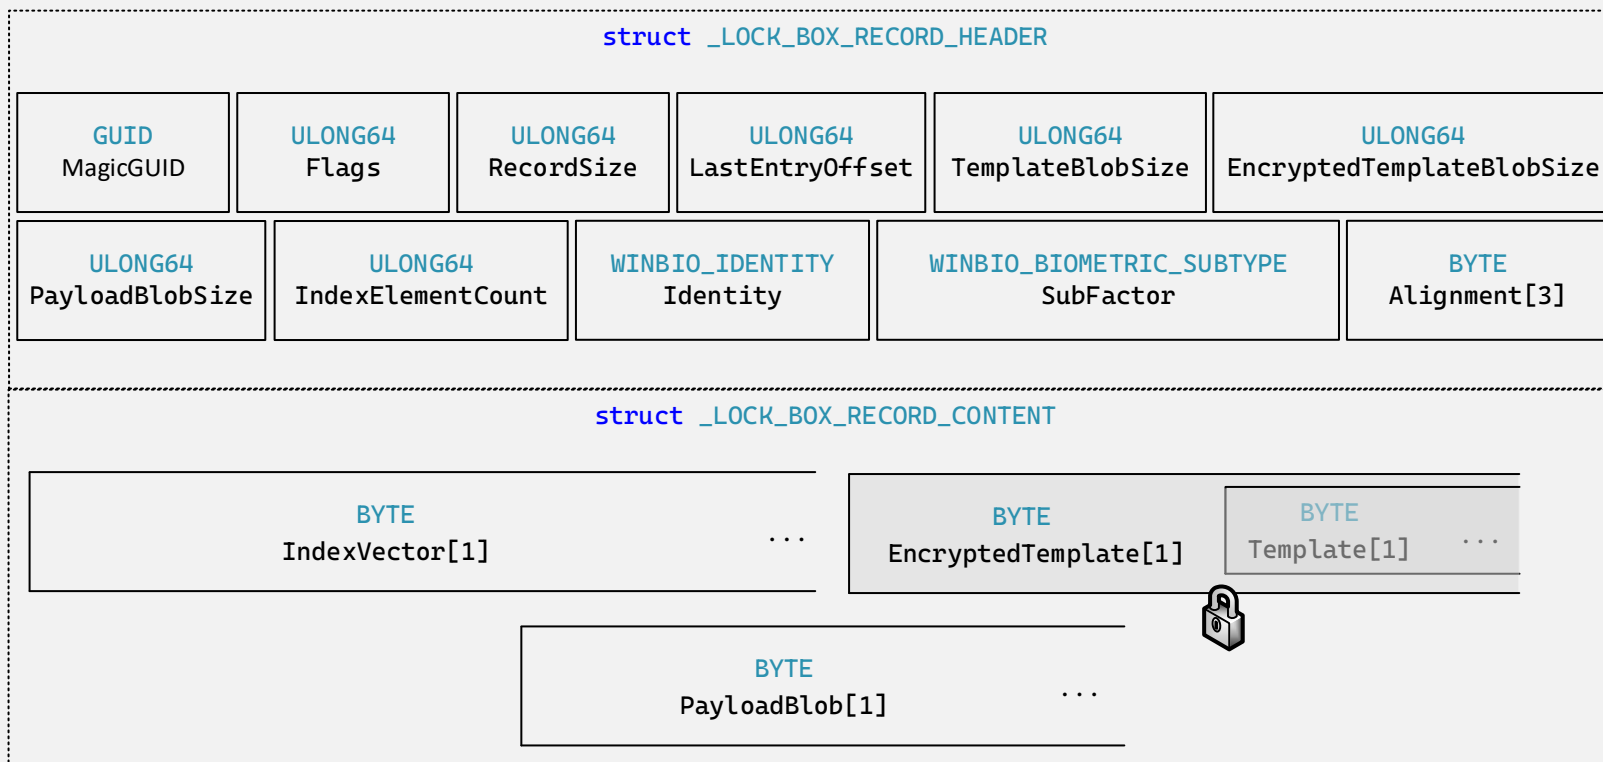 struct _LOCK_BOX_RECORD_HEADER
GUID
MagicGUID
ULONG64
Flags
ULONG64
RecordSize
ULONG64
LastEntryOffset
ULONG64
TemplateBlobSize
ULONG64
EncryptedTemplateBlobSize
ULONG64
PayloadBlobSize
ULONG64
IndexElementCount
WINBIO_IDENTITY
Identity
WINBIO_BIOMETRIC_SUBTYPE
SubFactor
BYTE
Alignment[3]
struct _LOCK_BOX_RECORD_CONTENT
BYTE
IndexVector[1]
...
BYTE
EncryptedTemplate[1]
BYTE
Template[1]
...
BYTE
PayloadBlob[1]
...